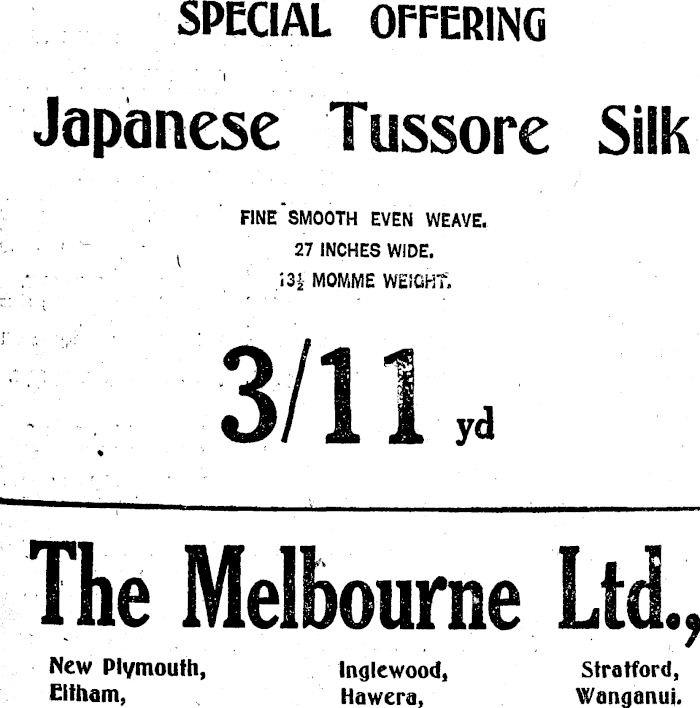 SPECIAL OFFERING
Japanese Tussore Silk
FINE SMOOTH EVEN WEAVE.
27 INCHES WIDE.
13½ MOMME WEIGHT.
3/11 yd
The Melbourne Ltd.,
New Plymouth, Inglewood, Stratford,
Eltham, Hawera, Wanganui.